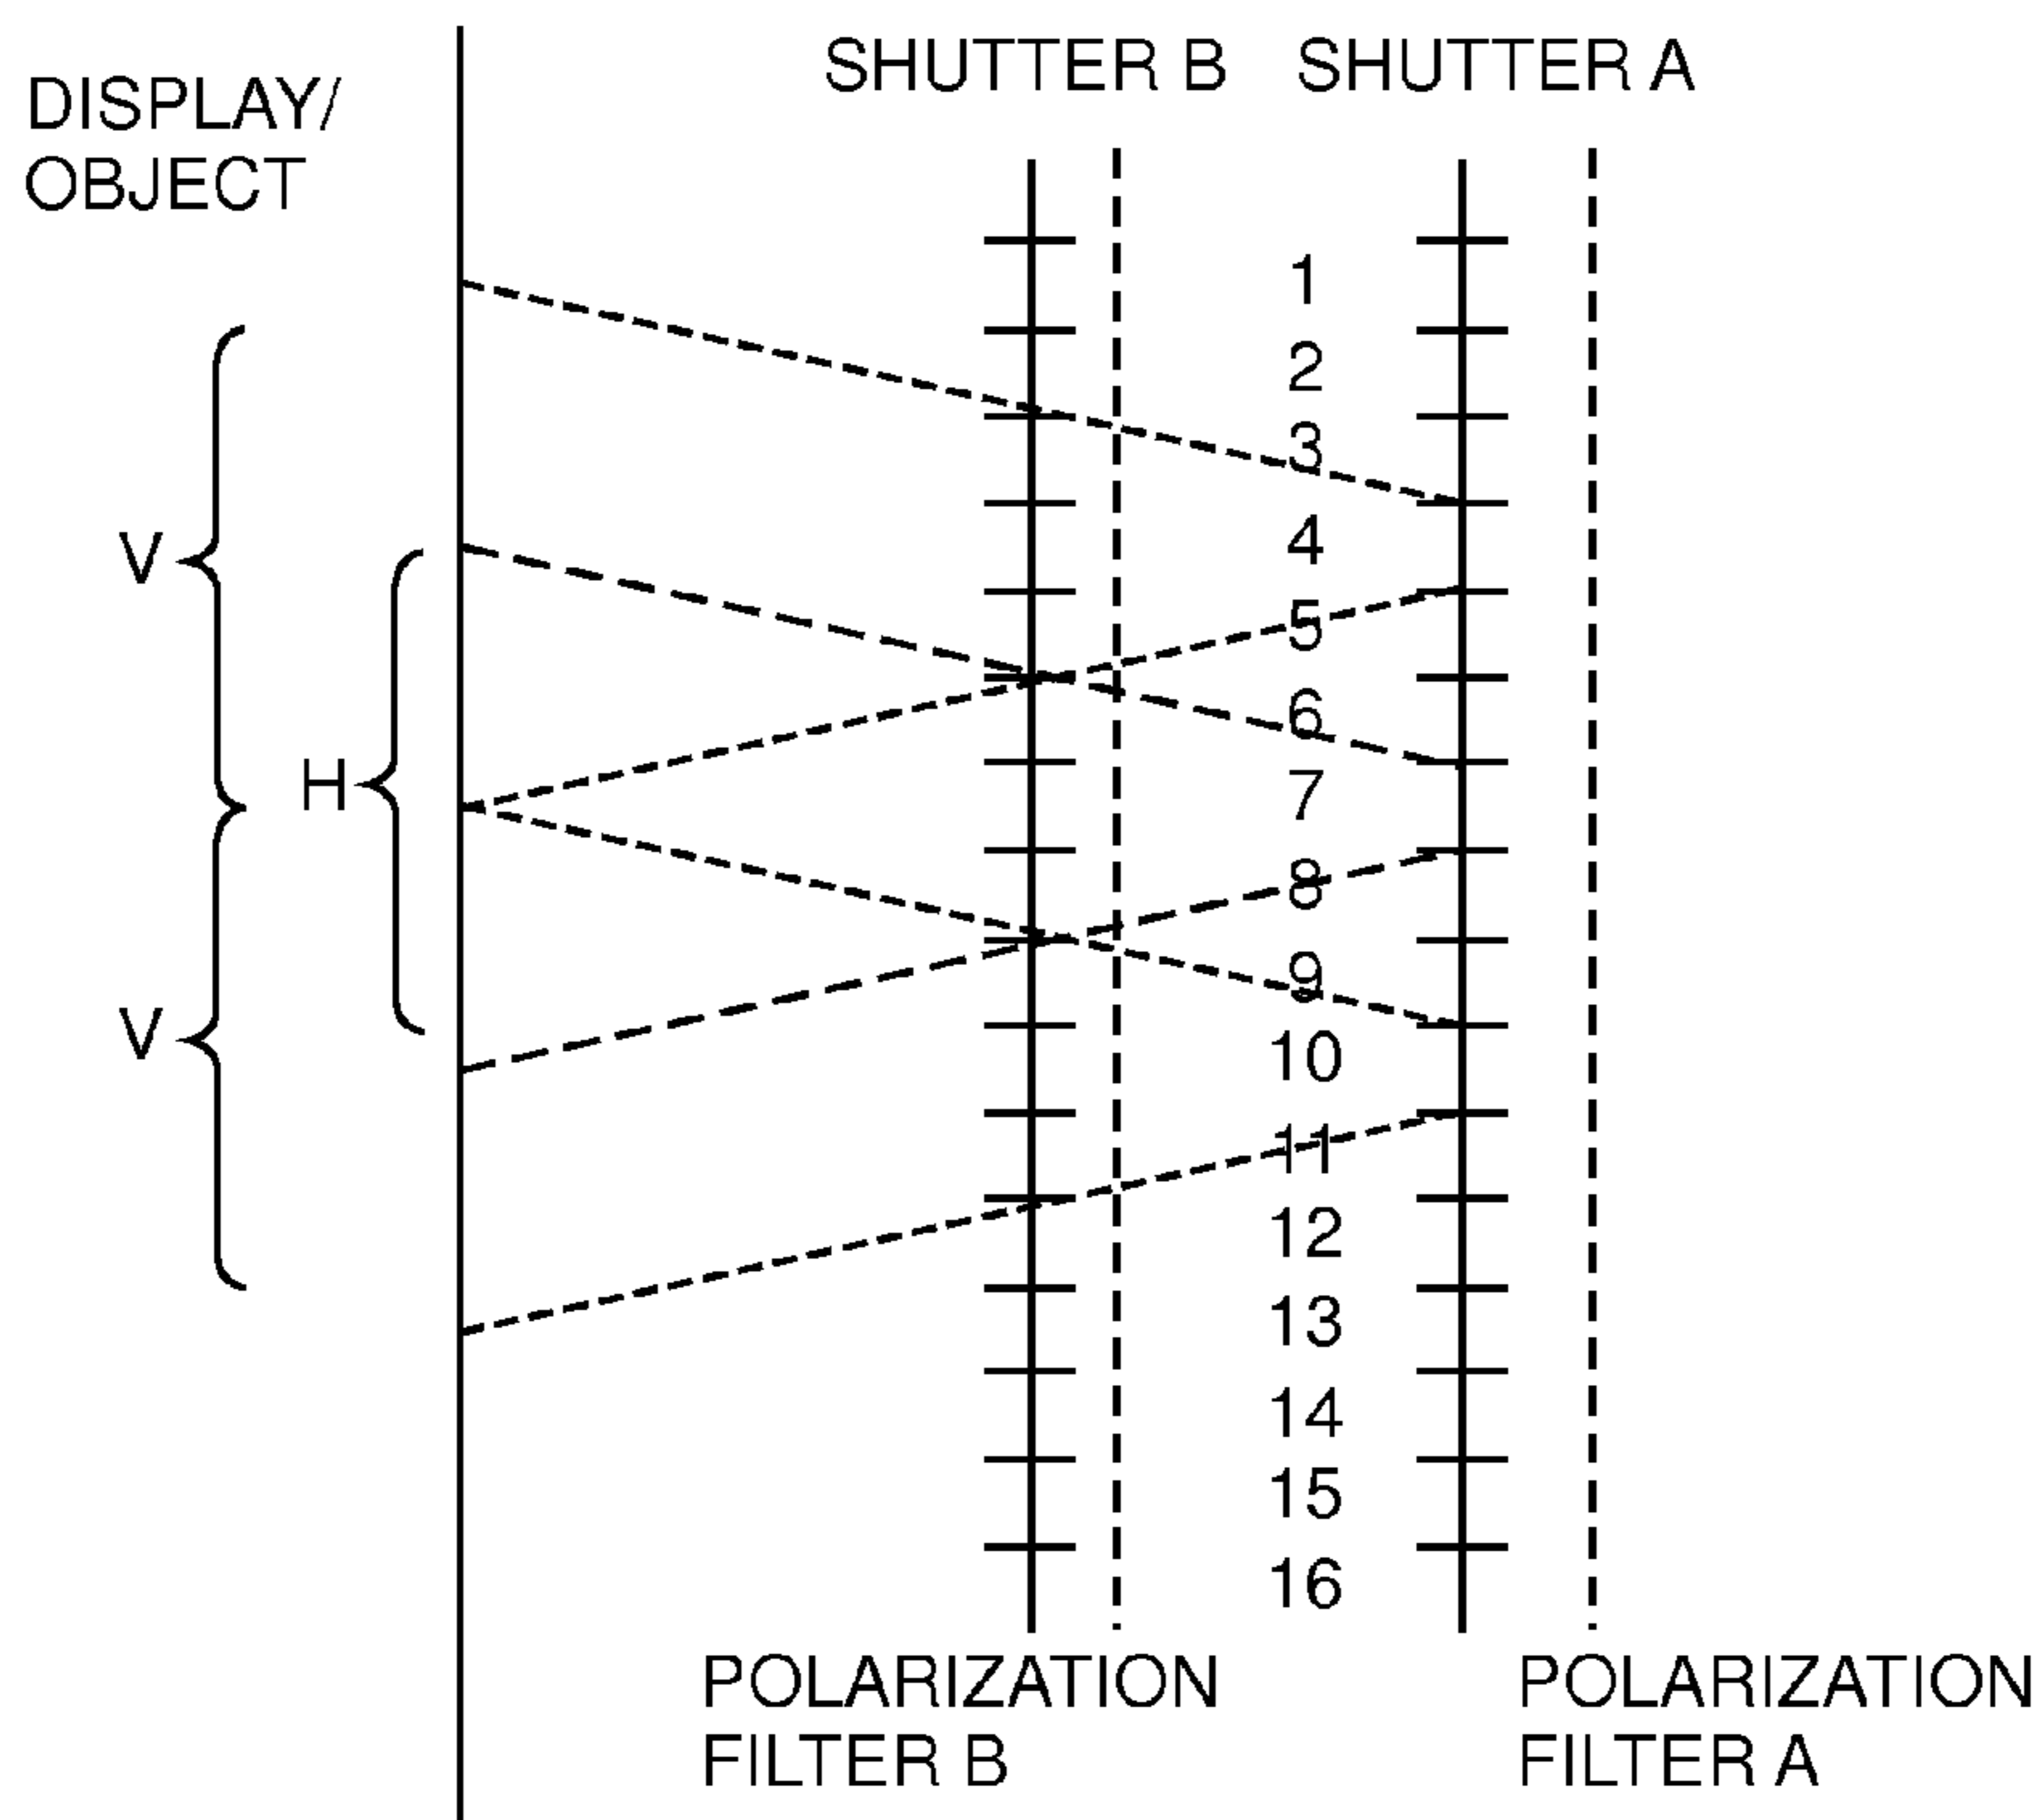 SHUTTER B
SHUTTER A
DISPLAY/
OBJECT
1
2
3
4
V
5
6
H
7
8
9
V
10
11
12
13
14
15
16
POLARIZATION
FILTER B
POLARIZATION
FILTER A